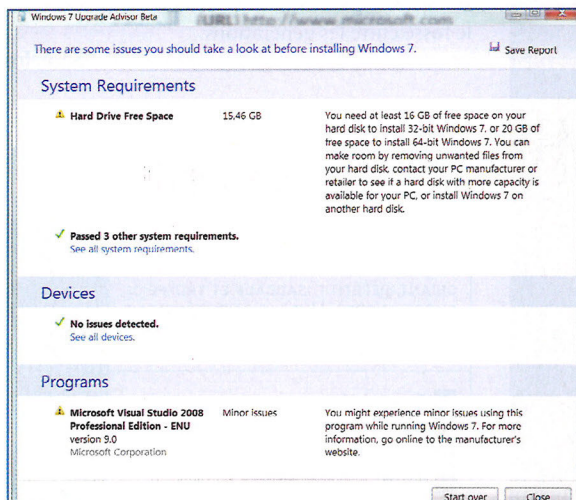 Windows 7 Upgrade Advisor Beta
(URL) http://www.microsoft.com
There are some issues you should take a look at before installing Windows 7.
Save Report
System Requirements
Hard Drive Free Space
15,46 GB
You need at least 16 GB of free space on your
hard disk to install 32-bit Windows 7, or 20 GB of
free space to install 64-bit Windows 7. You can
make room by removing unwanted files from
your hard disk, contact your PC manufacturer or
retailer to see if a hard disk with more capacity is
available for your PC, or install Windows 7 on
another hard disk.
Passed 3 other system requirements.
See all system requirements.
Devices
No issues detected.
See all devices.
Programs
Microsoft Visual Studio 2008
Professional Edition - ENU
version 9.0
Microsoft Corporation
Minor issues
You might experience minor issues using this
program while running Windows 7. For more
information, go online to the manufacturer's
website.
Start over
Close